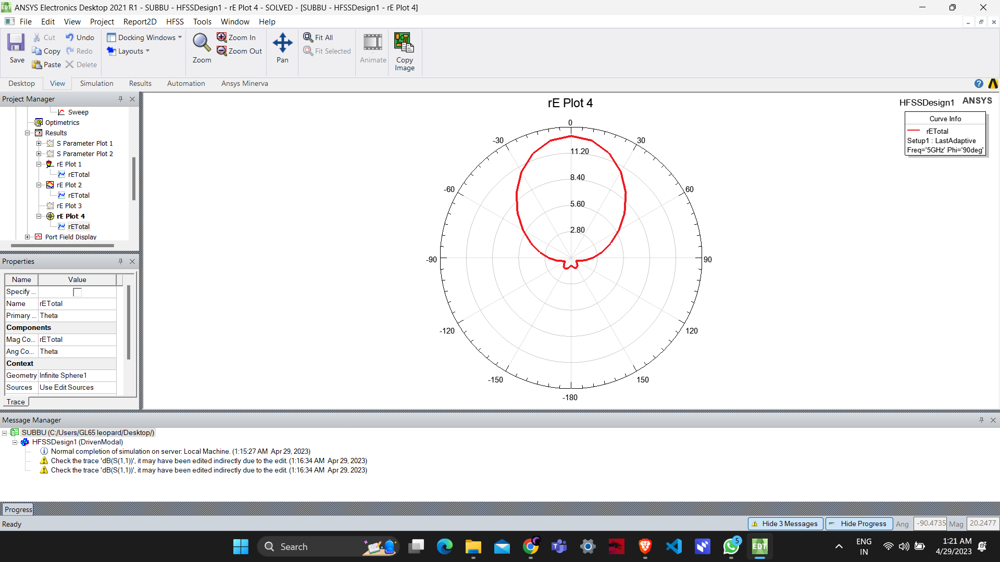 ANSYS Electronics Desktop 2021 R1 - SUBBU - HFSSDesign1 - rE Plot 4 - SOLVED - [SUBBU - HFSSDesign1 - rE Plot 4]
File Edit View Project Report2D HFSS Tools Window Help
Save
Cut
Copy
Paste
Undo
Redo
Delete
Docking Windows
Layouts
Zoom
Zoom In
Zoom Out
Pan
Fit All
Fit Selected
Animate
Copy
Image
Desktop View Simulation Results Automation Ansys Minerva
Project Manager
Sweep
Optimetrics
Results
S Parameter Plot 1
S Parameter Plot 2
rE Plot 1
rETotal
rE Plot 2
rETotal
rE Plot 3
rE Plot 4
rETotal
Port Field Display
Properties
Name Value
Specify ...
Name rETotal
Primary ... Theta
Components
Mag Co... rETotal
Ang Co... Theta
Context
Geometry Infinite Sphere1
Sources Use Edit Sources
Trace
rE Plot 4
HFSSDesign1 ANSYS
Curve Info
rETotal
Setup1 : LastAdaptive
Freq='5GHz' Phi='90deg'
0
-30 30
11.20
8.40
-60 60
5.60
2.80
-90 90
-120 120
-150 150
-180
Message Manager
SUBBU (C:/Users/GL65 leopard/Desktop/)
HFSSDesign1 (DrivenModal)
Normal completion of simulation on server: Local Machine. (1:15:27 AM Apr 29, 2023)
Check the trace 'dB(S(1,1))', it may have been edited indirectly due to the edit. (1:16:34 AM Apr 29, 2023)
Check the trace 'dB(S(1,1))', it may have been edited indirectly due to the edit. (1:16:34 AM Apr 29, 2023)
Progress
Ready
Hide 3 Messages
Hide Progress
Ang -90.4735 Mag 20.2477
Search
5
EDT
ENG
IN
1:21 AM
4/29/2023